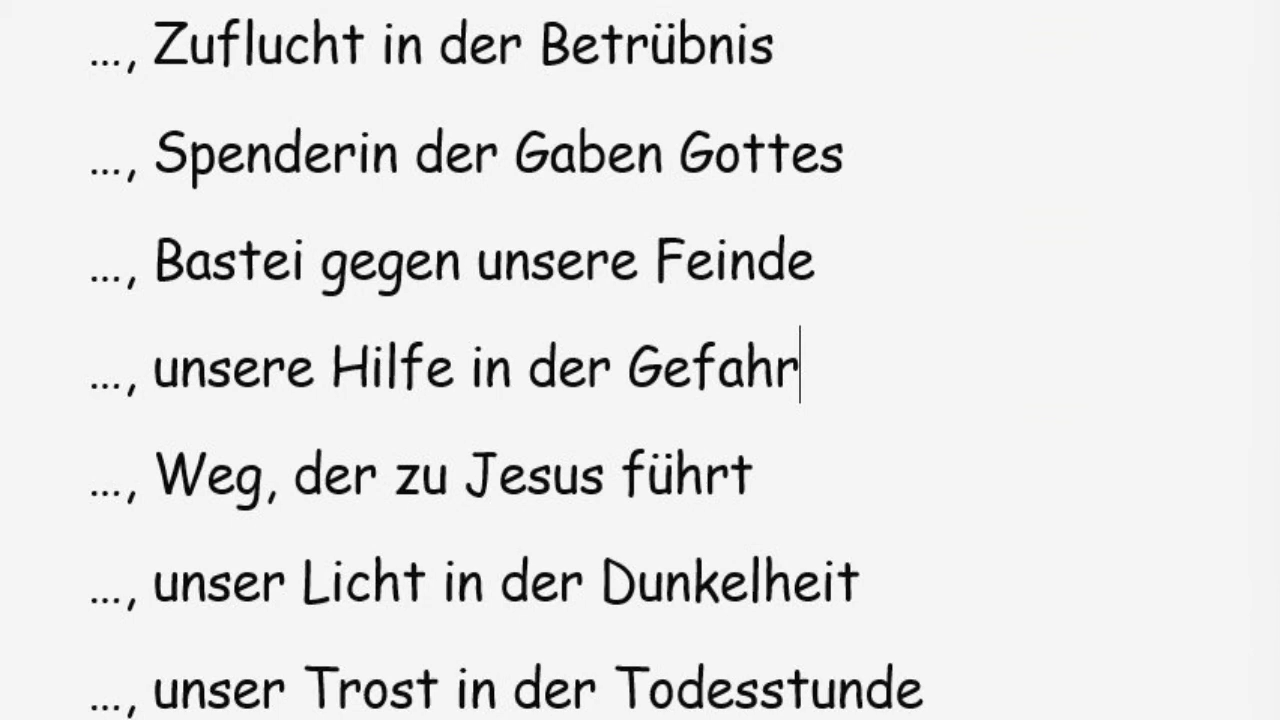 ..., Zuflucht in der Betrübnis
..., Spenderin der Gaben Gottes
..., Bastei gegen unsere Feinde
..., unsere Hilfe in der Gefahr
..., Weg, der zu Jesus führt
..., unser Licht in der Dunkelheit
..., unser Trost in der Todesstunde